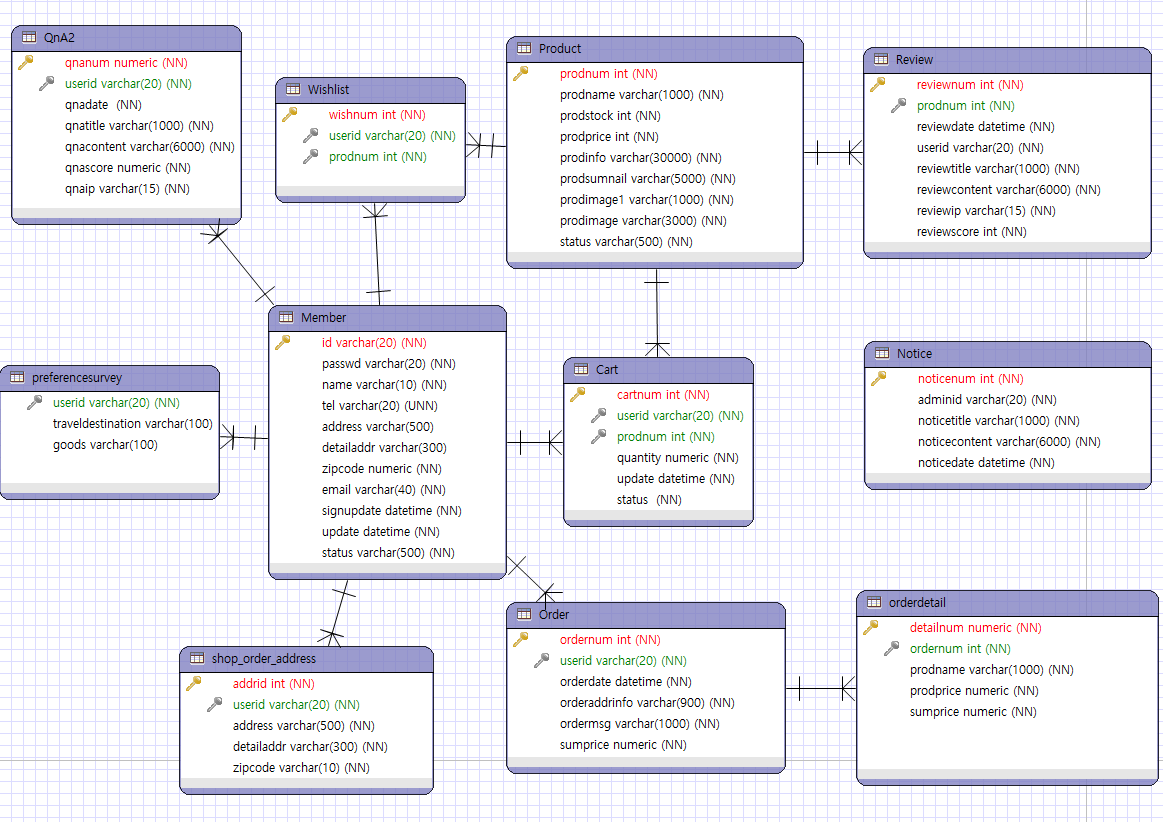 QnA2
qnanum numeric (NN)
userid varchar(20) (NN)
qnadate (NN)
qnatitle varchar(1000) (NN)
qnacontent varchar(6000) (NN)
qnascore numeric (NN)
qnaip varchar(15) (NN)
Wishlist
wishnum int (NN)
userid varchar(20) (NN)
prodnum int (NN)
Product
prodnum int (NN)
prodname varchar(1000) (NN)
prodstock int (NN)
prodprice int (NN)
prodinfo varchar(30000) (NN)
prodsumnail varchar(5000) (NN)
prodimage1 varchar(1000) (NN)
prodimage varchar(3000) (NN)
status varchar(500) (NN)
Review
reviewnum int (NN)
prodnum int (NN)
reviewdate datetime (NN)
userid varchar(20) (NN)
reviewtitle varchar(1000) (NN)
reviewcontent varchar(6000) (NN)
reviewip varchar(15) (NN)
reviewscore int (NN)
Member
id varchar(20) (NN)
passwd varchar(20) (NN)
name varchar(10) (NN)
tel varchar(20) (UNN)
address varchar(500)
detailaddr varchar(300)
zipcode numeric (NN)
email varchar(40) (NN)
signupdate datetime (NN)
update datetime (NN)
status varchar(500) (NN)
preferencesurvey
userid varchar(20) (NN)
traveldestination varchar(100)
goods varchar(100)
Cart
cartnum int (NN)
userid varchar(20) (NN)
prodnum int (NN)
quantity numeric (NN)
update datetime (NN)
status (NN)
Notice
noticenum int (NN)
adminid varchar(20) (NN)
noticetitle varchar(1000) (NN)
noticecontent varchar(6000) (NN)
noticedate datetime (NN)
shop_order_address
addrid int (NN)
userid varchar(20) (NN)
address varchar(500) (NN)
detailaddr varchar(300) (NN)
zipcode varchar(10) (NN)
Order
ordernum int (NN)
userid varchar(20) (NN)
orderdate datetime (NN)
orderaddrinfo varchar(900) (NN)
ordermsg varchar(1000) (NN)
sumprice numeric (NN)
orderdetail
detailnum numeric (NN)
ordernum int (NN)
prodname varchar(1000) (NN)
prodprice numeric (NN)
sumprice numeric (NN)